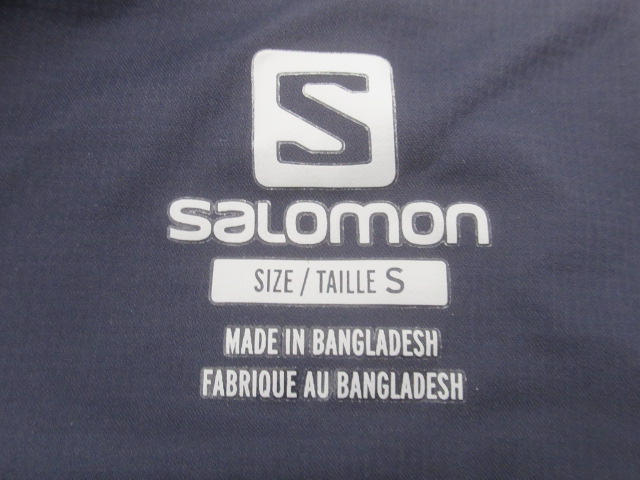 S
SALOMON
SIZE / TAILLE S
MADE IN BANGLADESH
FABRIQUE AU BANGLADESH